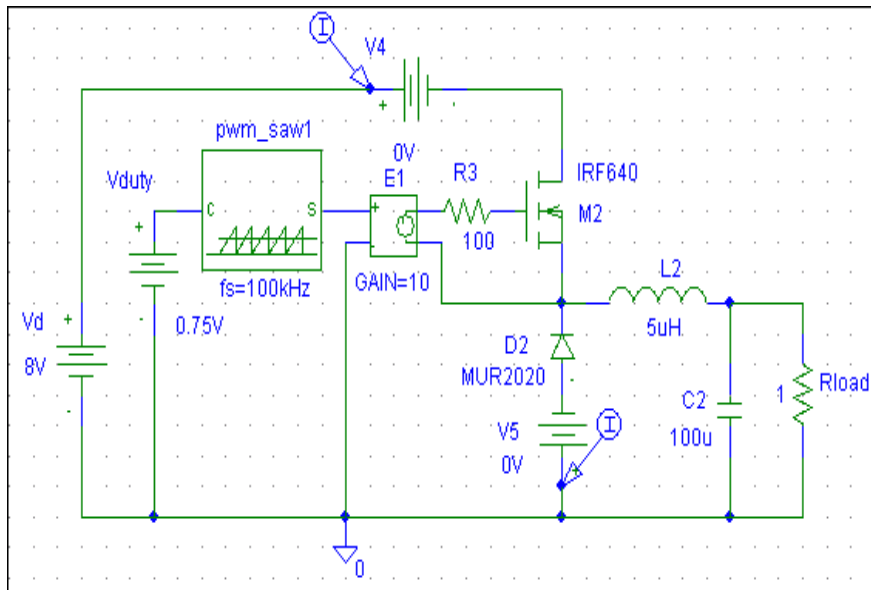 I
V4
+
-
0V
pwm_saw1
C
S
fs=100kHz
Vduty
+
-
0.75V
E1
+
-
GAIN=10
R3
100
IRF640
M2
L2
5uH
Vd
+
8V
-
D2
MUR2020
-
V5
0V
+
I
C2
100u
1
Rload
0